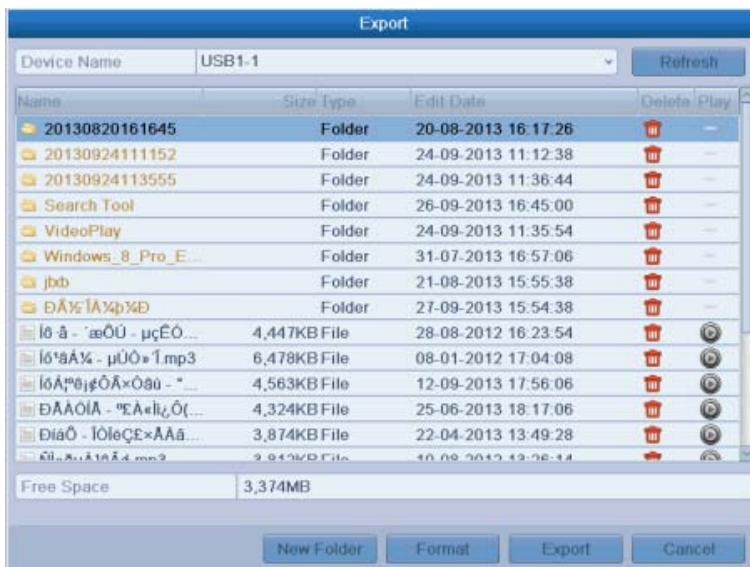 Export
Device Name USB1-1 Refresh
Name Size Type Edit Date Delete Play
20130820161645 Folder 20-08-2013 16:17:26
20130924111152 Folder 24-09-2013 11:12:38
20130924113555 Folder 24-09-2013 11:36:44
Search Tool Folder 26-09-2013 16:45:00
VideoPlay Folder 24-09-2013 11:35:54
Windows_8_Pro_E... Folder 31-07-2013 16:57:06
jbxb Folder 21-08-2013 15:55:38
Folder 27-09-2013 15:54:38
4,447KB File 28-08-2012 16:23:54
6,478KB File 08-01-2012 17:04:08
4,563KB File 12-09-2013 17:56:06
4,324KB File 25-06-2013 18:17:06
3,874KB File 22-04-2013 13:49:28
Free Space 3,374MB
New Folder Format Export Cancel